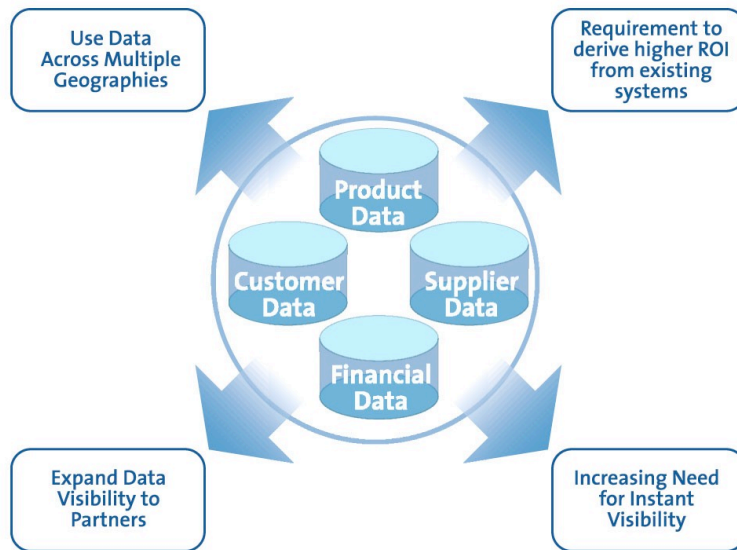 Use Data
Across Multiple
Geographies
Requirement to
derive higher ROI
from existing
systems
Product
Data
Customer
Data
Supplier
Data
Financial
Data
Expand Data
Visibility to
Partners
Increasing Need
for Instant
Visibility